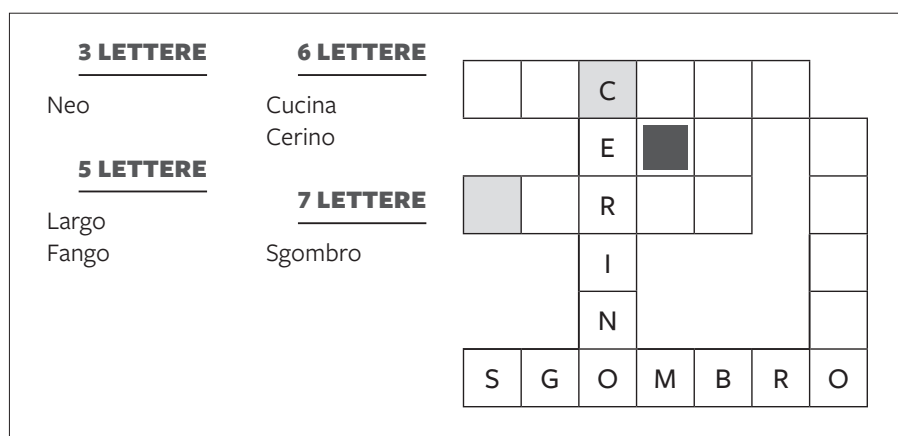 3 LETTERE
Neo
5 LETTERE
Largo
Fango
6 LETTERE
Cucina
Cerino
7 LETTERE
Sgombro
C
E
R
I
N
S G O M B R O